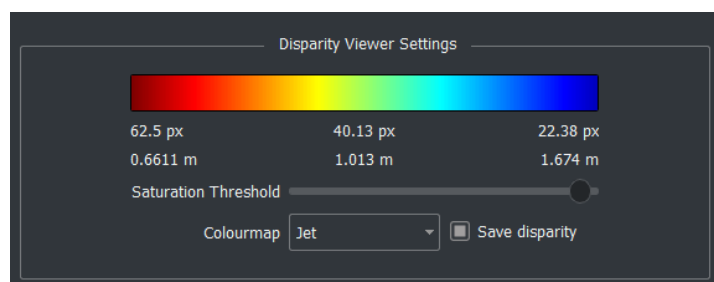 Disparity Viewer Settings
62.5 px 40.13 px 22.38 px
0.6611 m 1.013 m 1.674 m
Saturation Threshold
Colourmap Jet Save disparity